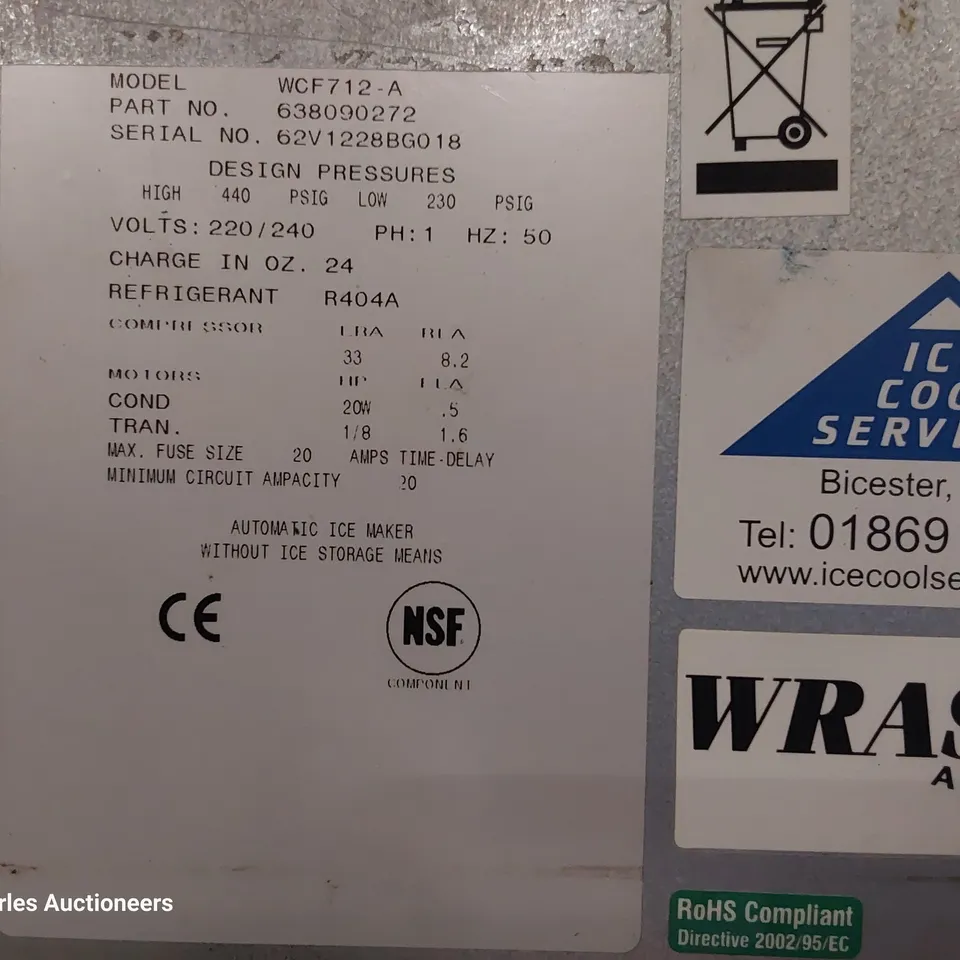 MODEL WCF712-A
PART NO. 638090272
SERIAL NO. 62V1228BG018
DESIGN PRESSURES
HIGH 440 PSIG LOW 230 PSIG
VOLTS: 220/240 PH:1 HZ: 50
CHARGE IN OZ. 24
REFRIGERANT R404A
COMPRESSOR LRA RLA
33 8.2
MOTORS HP FLA
COND 20W .5
TRAN. 1/8 1.6
MAX. FUSE SIZE 20 AMPS TIME-DELAY
MINIMUM CIRCUIT AMPACITY 20
AUTOMATIC ICE MAKER
WITHOUT ICE STORAGE MEANS
CE
NSF
COMPONENT
IC
COO
SERVI
Bicester,
Tel: 01869
www.icecoolse
WRAS
A
RoHS Compliant
Directive 2002/95/EC
rles Auctioneers